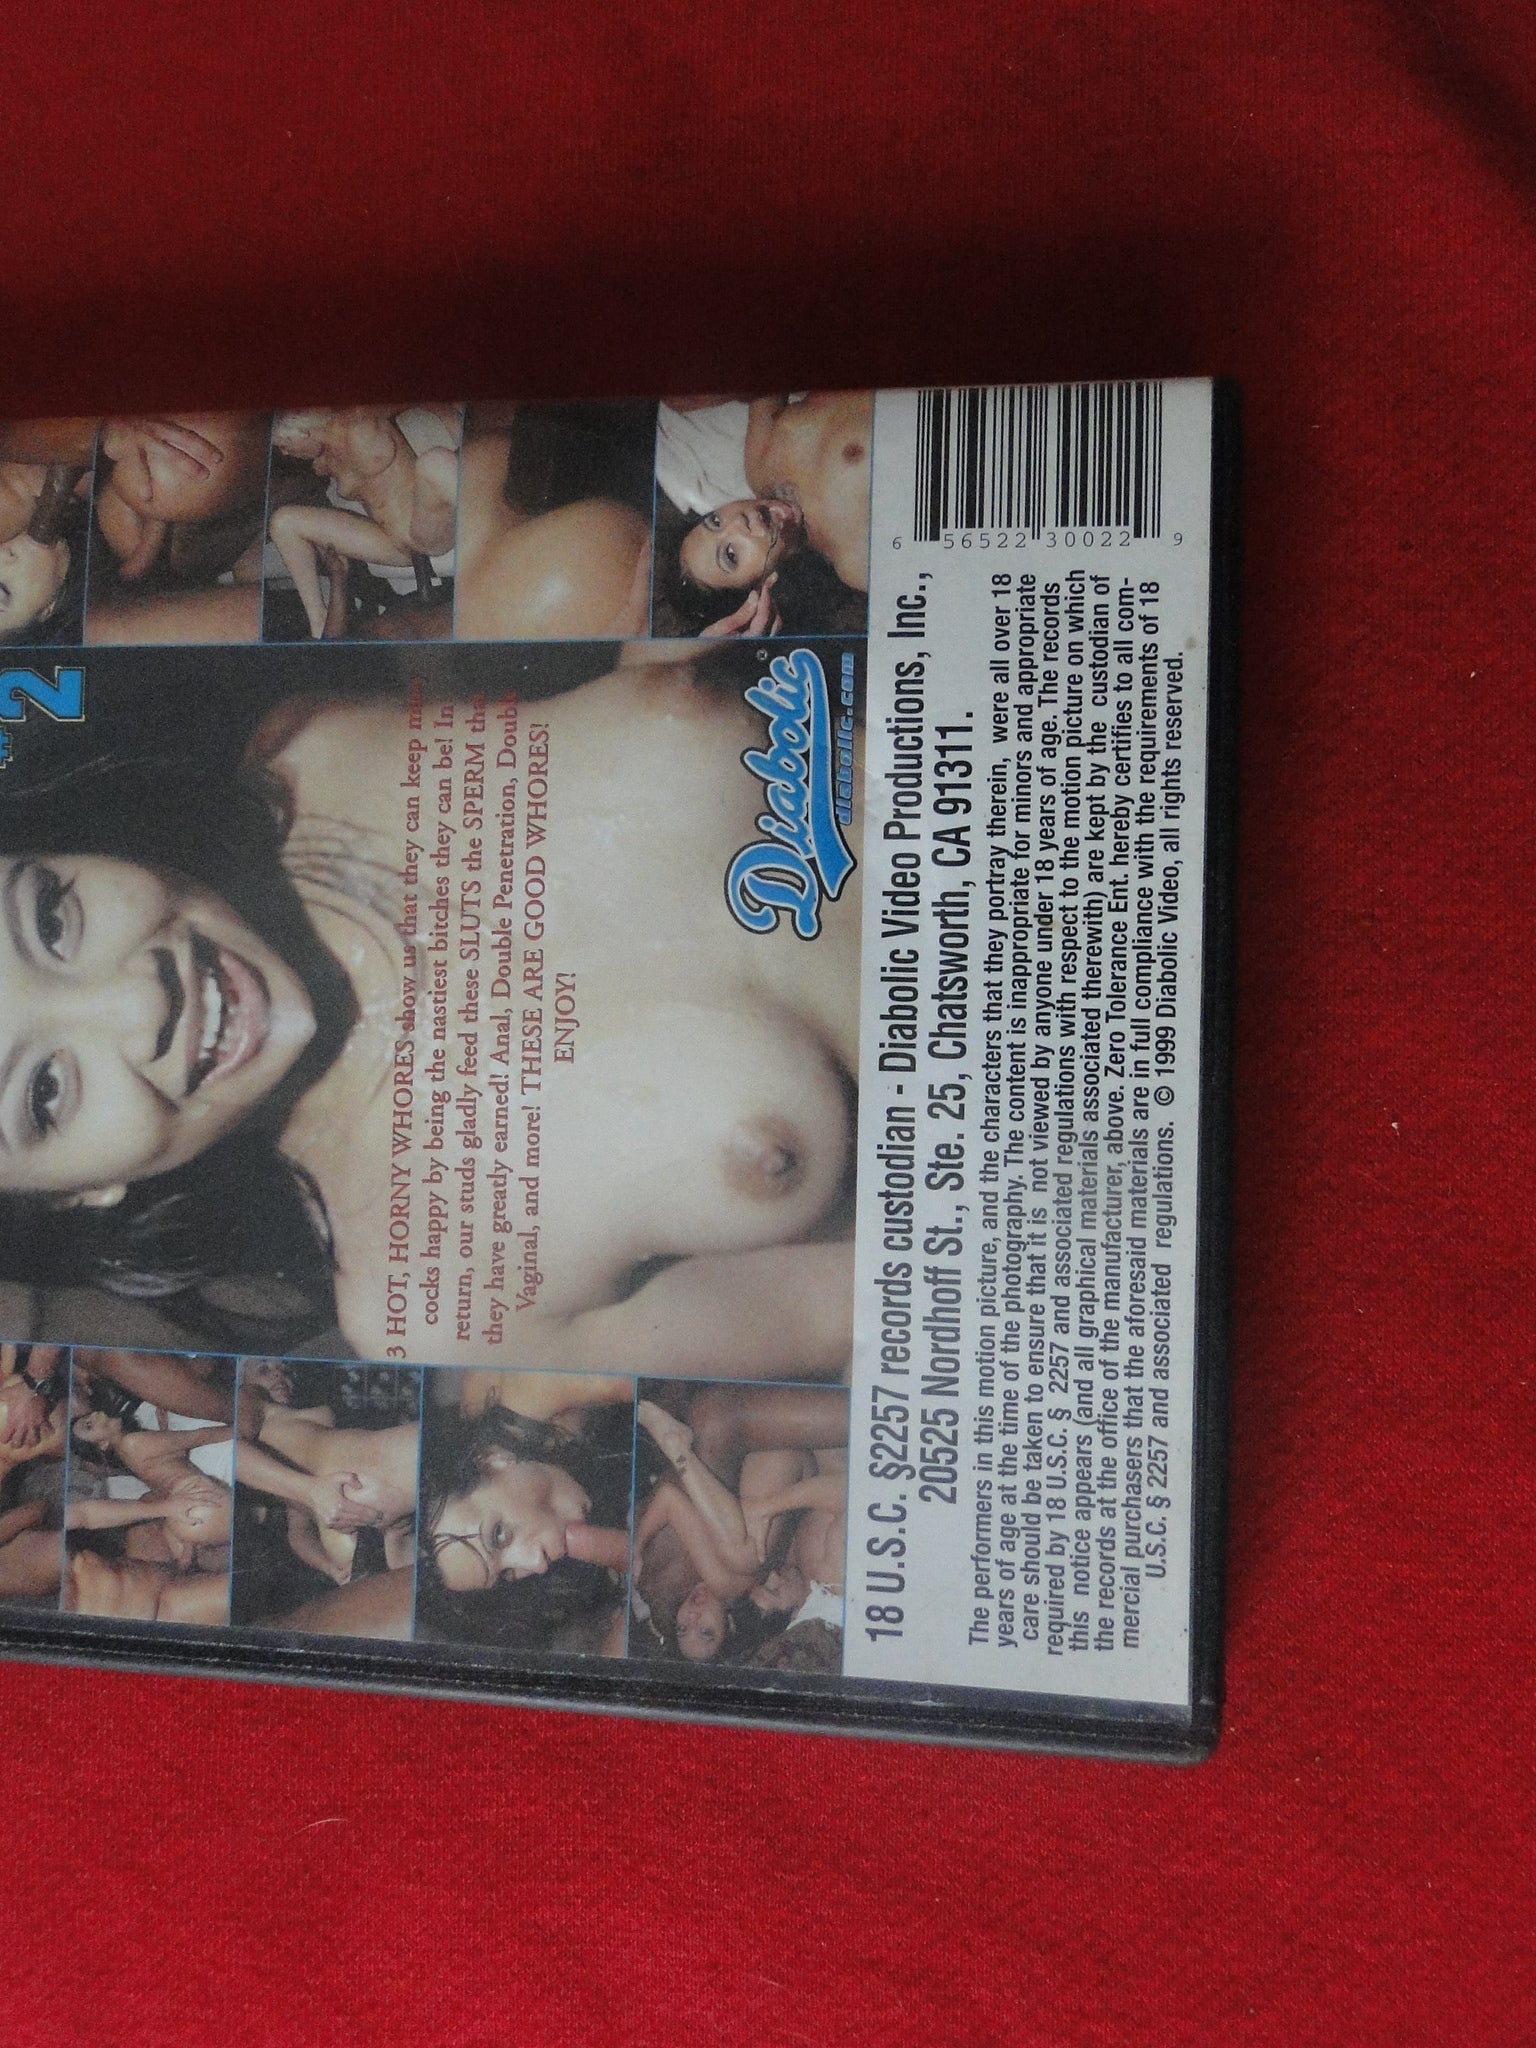 #2
3 HOT, HORNY WHORES show us that they can keep
cocks happy by being the nastiest bitches they can be! In
return, our studs gladly feed these SLUTS the SPERM that
they have greatly earned! Anal, Double Penetration, Double
Vaginal, and more! THESE ARE GOOD WHORES!
ENJOY!
Diabolic
diabolic.com
18 U.S.C. §2257 records custodian - Diabolic Video Productions, Inc.,
20525 Nordhoff St., Ste. 25, Chatsworth, CA 91311.
The performers in this motion picture, and the characters that they portray therein, were all over 18
years of age at the time of the photography. The content is inappropriate for minors and appropriate
care should be taken to ensure that it is not viewed by anyone under 18 years of age. The records
required by 18 U.S.C. § 2257 and associated regulations with respect to the motion picture on which
this notice appears (and all graphical materials associated therewith) are kept by the custodian of
the records at the office of the manufacturer, above. Zero Tolerance Ent. hereby certifies to all com-
mercial purchasers that the aforesaid materials are in full compliance with the requirements of 18
U.S.C. § 2257 and associated regulations. © 1999 Diabolic Video, all rights reserved.
6 56522 30022 9